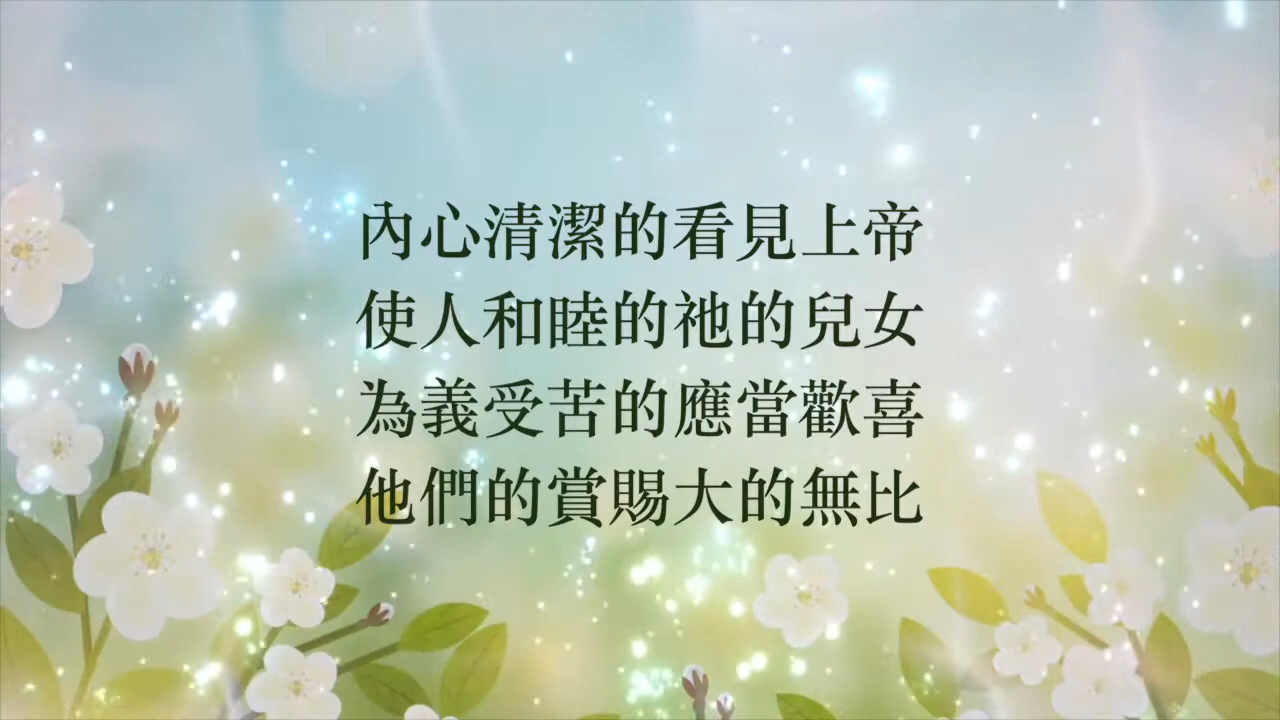 內心清潔的看見上帝
使人和睦的祂的兒女
為義受苦的應當歡喜
他們的賞賜大的無比